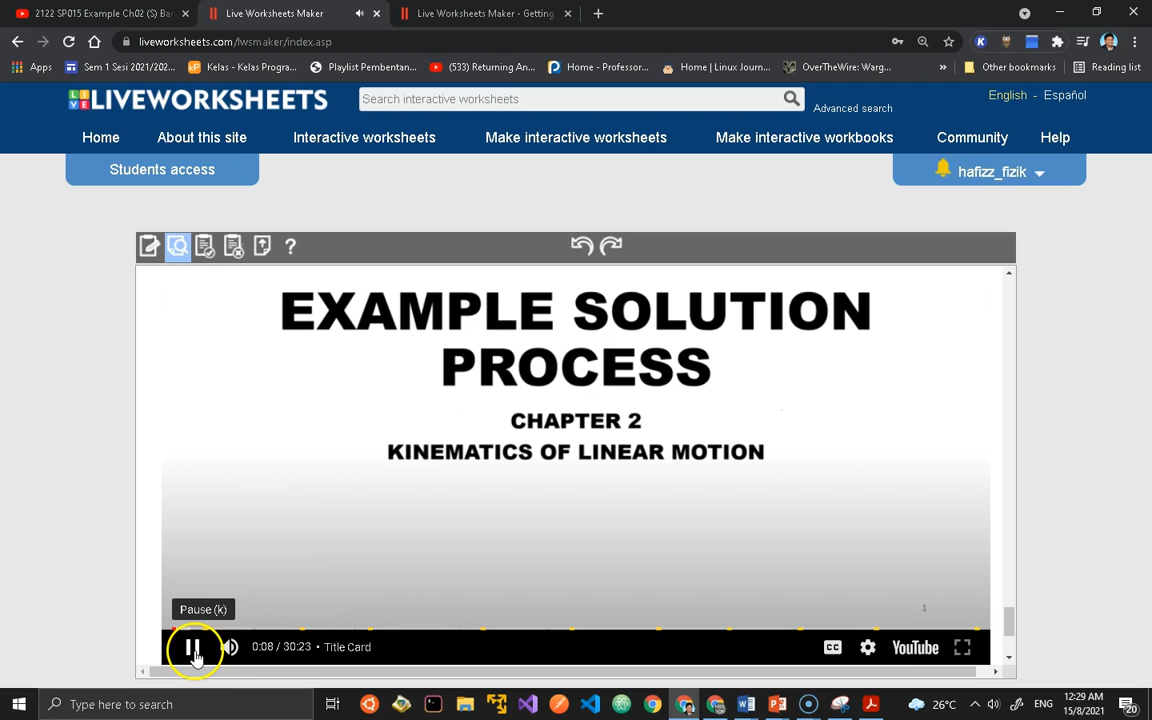 2122 SP015 Example Ch02 (S) Ba
Live Worksheets Maker
Live Worksheets Maker - Getting
liveworksheets.com/lwsmaker/index.asp
Apps
Sem 1 Sesi 2021/202...
Kelas - Kelas Progra...
Playlist Pembentan...
(533) Returning An...
Home - Professor...
Home | Linux Journ...
OverTheWire: Warg...
»
Other bookmarks
Reading list
LIVEWORKSHEETS
Search interactive worksheets
Advanced search
English - Español
Home
About this site
Interactive worksheets
Make interactive worksheets
Make interactive workbooks
Community
Help
Students access
hafizz_fizik
?
EXAMPLE SOLUTION
PROCESS
CHAPTER 2
KINEMATICS OF LINEAR MOTION
1
Pause (k)
0:08 / 30:23 • Title Card
CC
YouTube
Type here to search
26°C
ENG
12:29 AM
15/8/2021
20